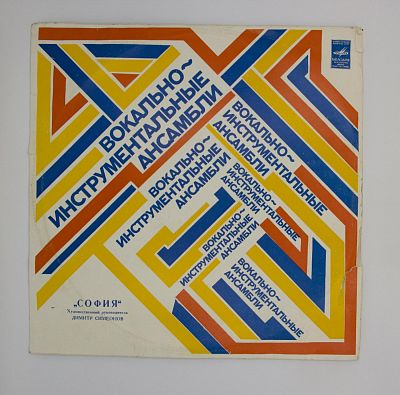 ВОКАЛЬНО~
ИНСТРУМЕНТАЛЬНЫЕ
АНСАМБЛИ
ВОКАЛЬНО~
ИНСТРУМЕНТАЛЬНЫЕ
АНСАМБЛИ
ВОКАЛЬНО~
ИНСТРУМЕНТАЛЬНЫЕ
АНСАМБЛИ
ВОКАЛЬНО~
ИНСТРУМЕНТАЛЬНЫЕ
АНСАМБЛИ
ВОКАЛЬНО~
ИНСТРУМЕНТАЛЬНЫЕ
АНСАМБЛИ
ВОКАЛЬНО~
ИНСТРУМЕНТАЛЬНЫЕ
АНСАМБЛИ
„СОФИЯ“
Художественный руководитель
ДИМИТР СИМЕОНОВ